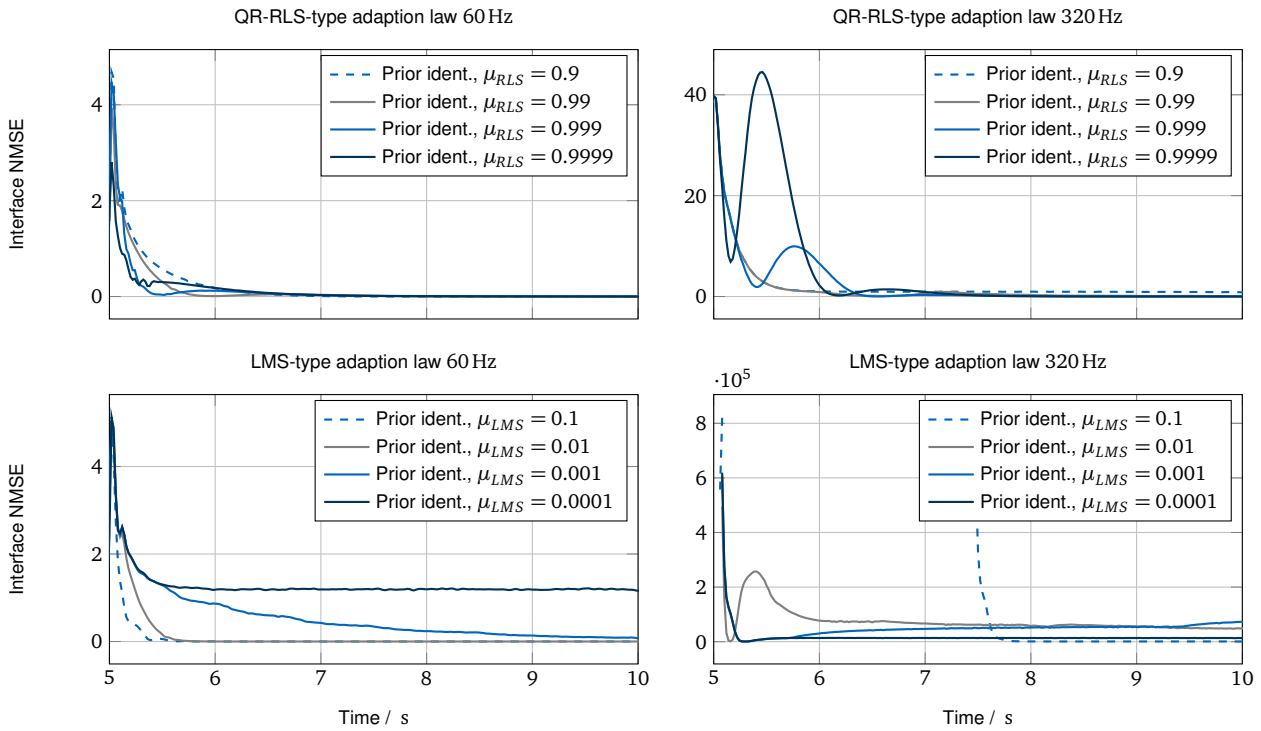 QR-RLS-type adaption law 60 Hz
Interface NMSE
4
2
0
Prior ident., μ_RLS = 0.9
Prior ident., μ_RLS = 0.99
Prior ident., μ_RLS = 0.999
Prior ident., μ_RLS = 0.9999
QR-RLS-type adaption law 320 Hz
40
20
0
Prior ident., μ_RLS = 0.9
Prior ident., μ_RLS = 0.99
Prior ident., μ_RLS = 0.999
Prior ident., μ_RLS = 0.9999
LMS-type adaption law 60 Hz
Interface NMSE
4
2
0
Prior ident., μ_LMS = 0.1
Prior ident., μ_LMS = 0.01
Prior ident., μ_LMS = 0.001
Prior ident., μ_LMS = 0.0001
5 6 7 8 9 10
Time / s
LMS-type adaption law 320 Hz
·10⁵
8
6
4
2
0
Prior ident., μ_LMS = 0.1
Prior ident., μ_LMS = 0.01
Prior ident., μ_LMS = 0.001
Prior ident., μ_LMS = 0.0001
5 6 7 8 9 10
Time / s